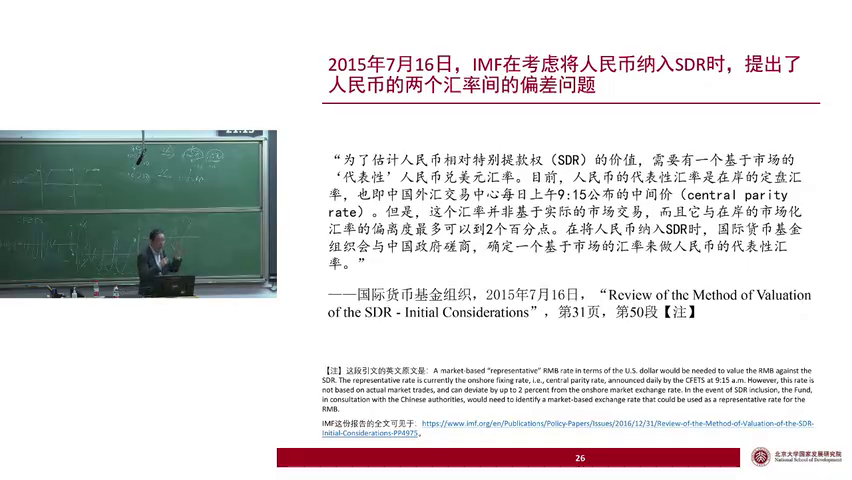 2015年7月16日，IMF在考虑将人民币纳入SDR时，提出了
人民币的两个汇率间的偏差问题
“为了估计人民币相对特别提款权（SDR）的价值，需要有一个基于市场的
‘代表性’人民币兑美元汇率。目前，人民币的代表性汇率是在岸的定盘汇
率，也即中国外汇交易中心每日上午9:15公布的中间价（central parity
rate）。但是，这个汇率并非基于实际的市场交易，而且它与在岸的市场化
汇率的偏离度最多可以到2个百分点。在将人民币纳入SDR时，国际货币基金
组织会与中国政府磋商，确定一个基于市场的汇率来做人民币的代表性汇
率。”
——国际货币基金组织，2015年7月16日，“Review of the Method of Valuation
of the SDR - Initial Considerations”，第31页，第50段【注】
【注】这段引文的英文原文是：A market-based “representative” RMB rate in terms of the U.S. dollar would be needed to value the RMB against the
SDR. The representative rate is currently the onshore fixing rate, i.e., central parity rate, announced daily by the CFETS at 9:15 a.m. However, this rate is
not based on actual market trades, and can deviate by up to 2 percent from the onshore market exchange rate. In the event of SDR inclusion, the Fund,
in consultation with the Chinese authorities, would need to identify a market-based exchange rate that could be used as a representative rate for the
RMB.
IMF这份报告的全文可见于：https://www.imf.org/en/Publications/Policy-Papers/Issues/2016/12/31/Review-of-the-Method-of-Valuation-of-the-SDR-
Initial-Considerations-PP4975。
26
北京大学国家发展研究院
National School of Development